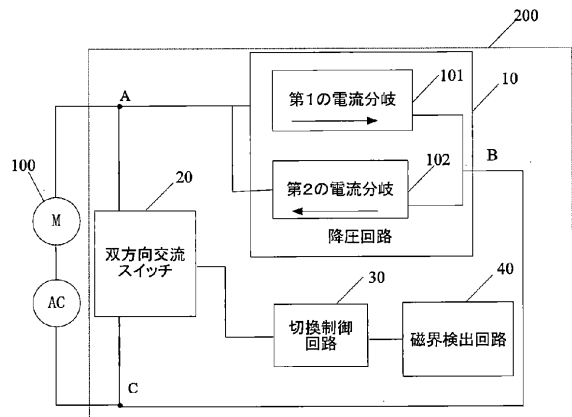 200
A
第1の電流分岐
101
10
100
20
第2の電流分岐
102
B
M
降圧回路
双方向交流
スイッチ
30
40
AC
切換制御
回路
磁界検出回路
C